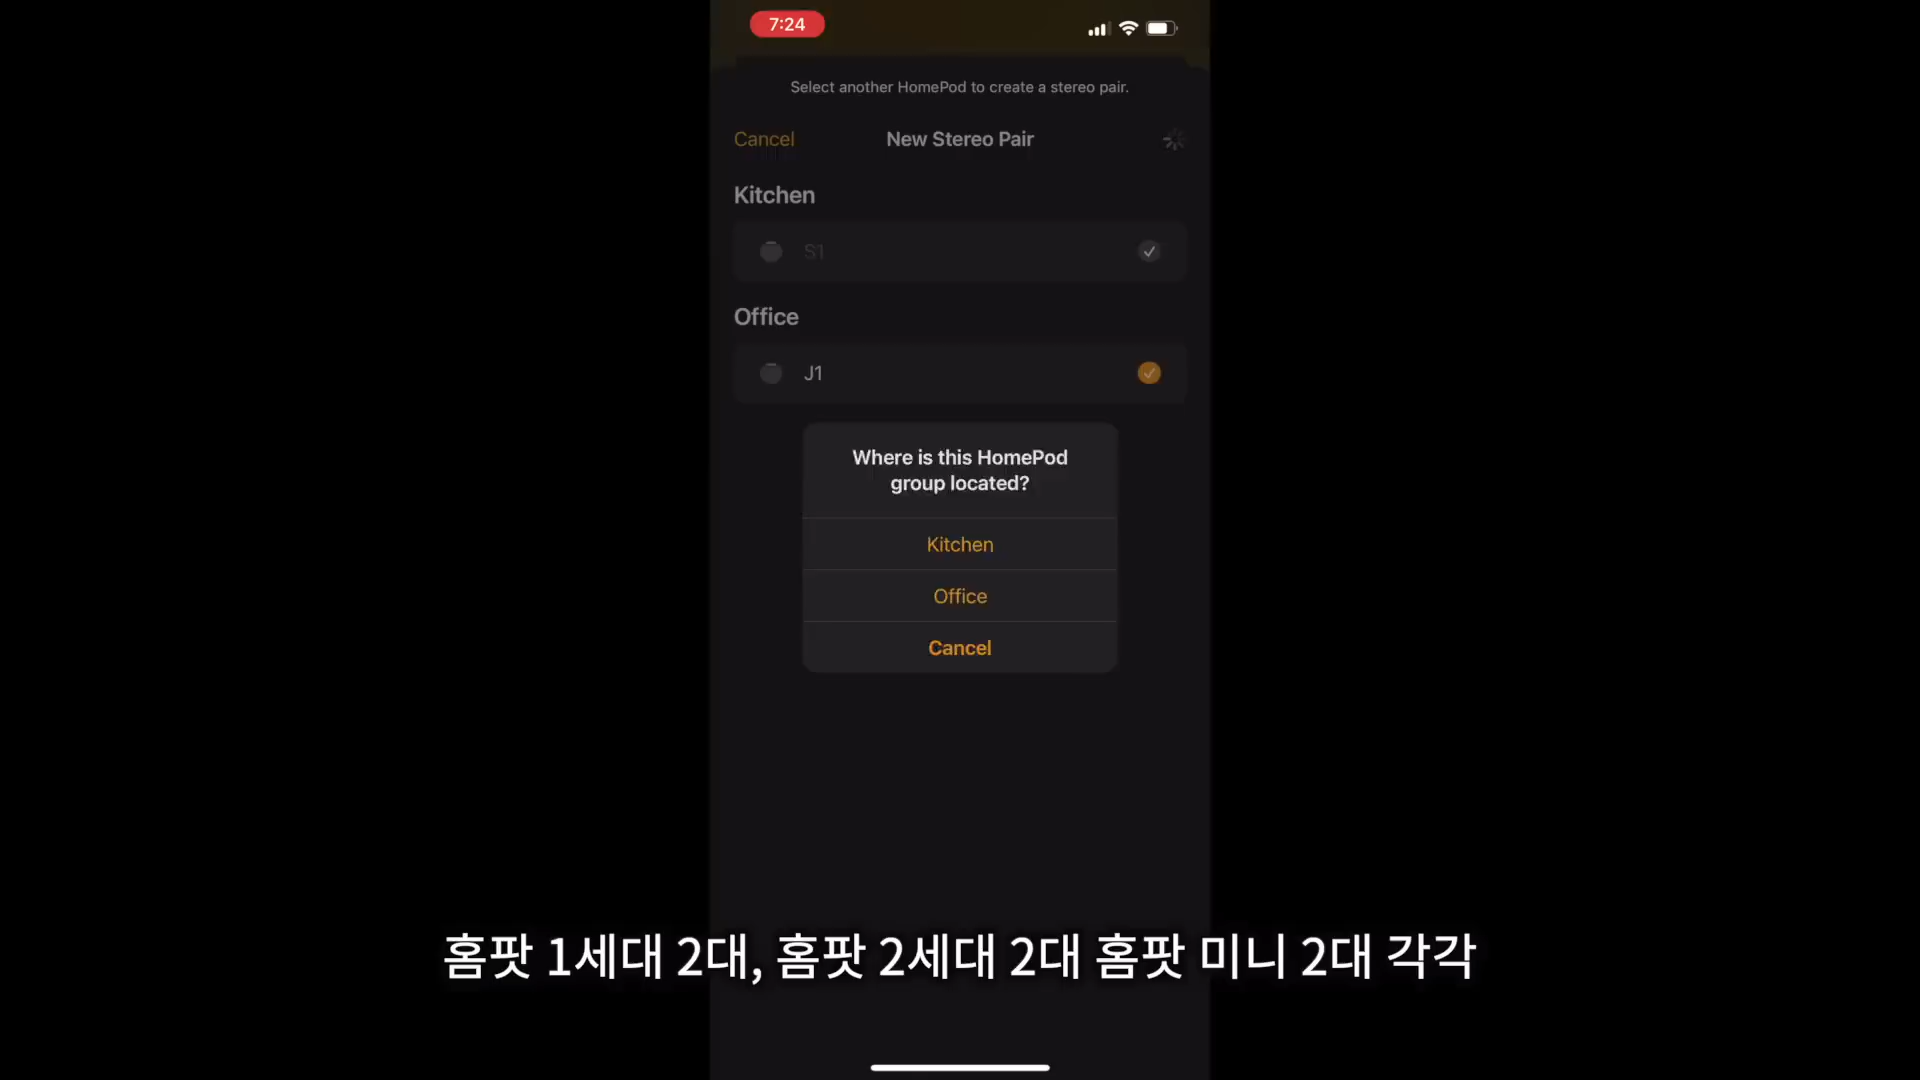 7:24
Select another HomePod to create a stereo pair.
Cancel
New Stereo Pair
Kitchen
S1
Office
J1
Where is this HomePod
group located?
Kitchen
Office
Cancel
홈팟 1세대 2대, 홈팟 2세대 2대 홈팟 미니 2대 각각